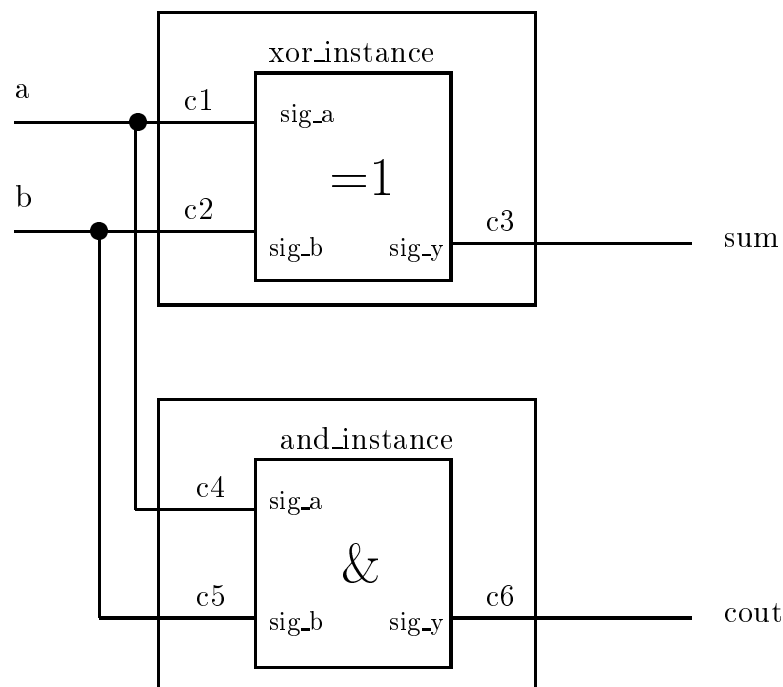 xor_instance
a
c1
sig_a
=1
b
c2
c3
sig_b
sig_y
sum
and_instance
c4
sig_a
&
c5
c6
sig_b
sig_y
cout